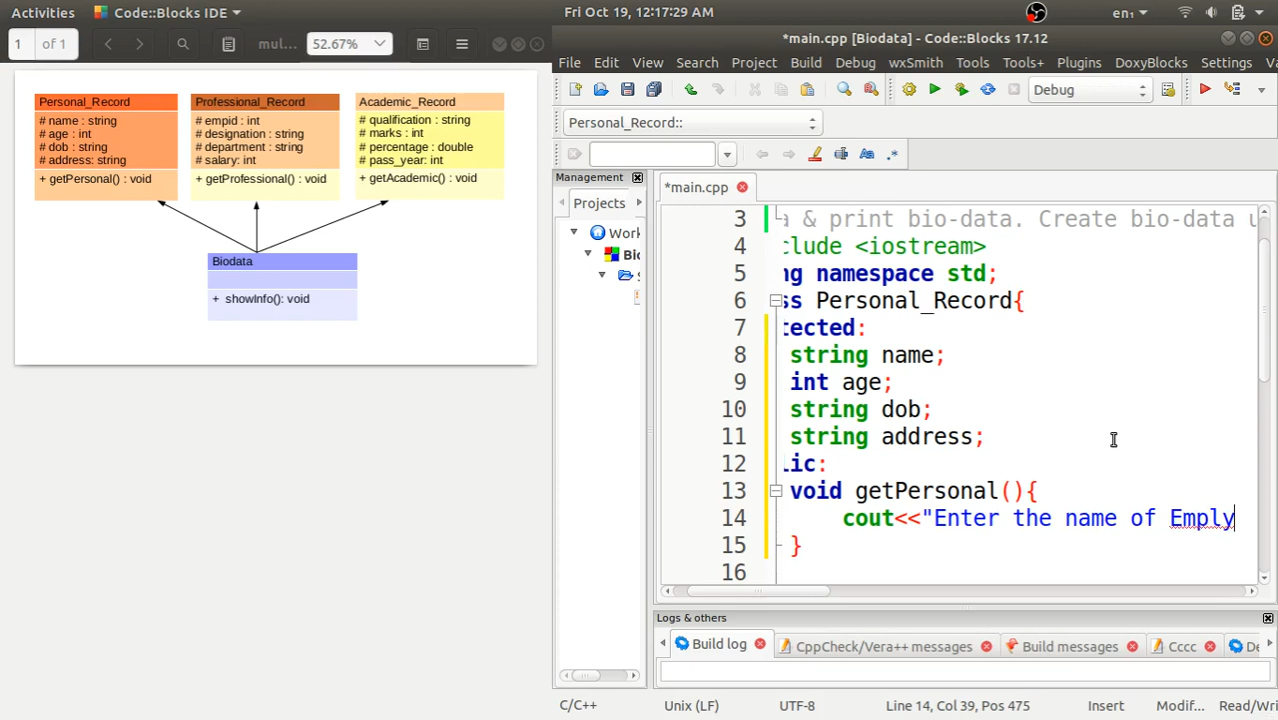 Activities Code::Blocks IDE Fri Oct 19, 12:17:29 AM en₁
1 of 1 mul... 52.67%
*main.cpp [Biodata] - Code::Blocks 17.12
File Edit View Search Project Build Debug wxSmith Tools Tools+ Plugins DoxyBlocks Settings
Debug
Personal_Record::
Management
Projects
Work
Bi
*main.cpp
Personal_Record
# name : string
# age : int
# dob : string
# address: string
+ getPersonal() : void
Professional_Record
# empid : int
# designation : string
# department : string
# salary: int
+ getProfessional() : void
Academic_Record
# qualification : string
# marks : int
# percentage : double
# pass_year: int
+ getAcademic() : void
Biodata
+ showInfo(): void
3 a & print bio-data. Create bio-data u
4 clude <iostream>
5 ng namespace std;
6 ss Personal_Record{
7 tected:
8 string name;
9 int age;
10 string dob;
11 string address;
12 lic:
13 void getPersonal(){
14 cout<<"Enter the name of Emply
15 }
16
Logs & others
Build log CppCheck/Vera++ messages Build messages Cccc De
C/C++ Unix (LF) UTF-8 Line 14, Col 39, Pos 475 Insert Modif... Read/Wri